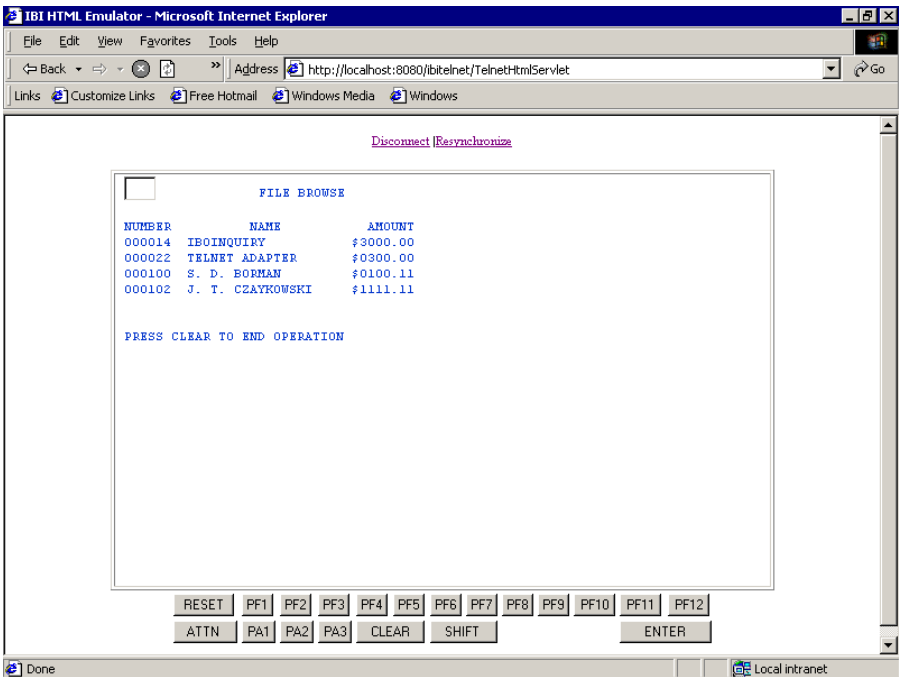 IBI HTML Emulator - Microsoft Internet Explorer
File Edit View Favorites Tools Help
Back » Address http://localhost:8080/ibitelnet/TelnetHtmlServlet Go
Links Customize Links Free Hotmail Windows Media Windows
Disconnect |Resynchronize
FILE BROWSE
NUMBER NAME AMOUNT
000014 IBOINQUIRY $3000.00
000022 TELNET ADAPTER $0300.00
000100 S. D. BORMAN $0100.11
000102 J. T. CZAYKOWSKI $1111.11
PRESS CLEAR TO END OPERATION
RESET PF1 PF2 PF3 PF4 PF5 PF6 PF7 PF8 PF9 PF10 PF11 PF12
ATTN PA1 PA2 PA3 CLEAR SHIFT ENTER
Done Local intranet